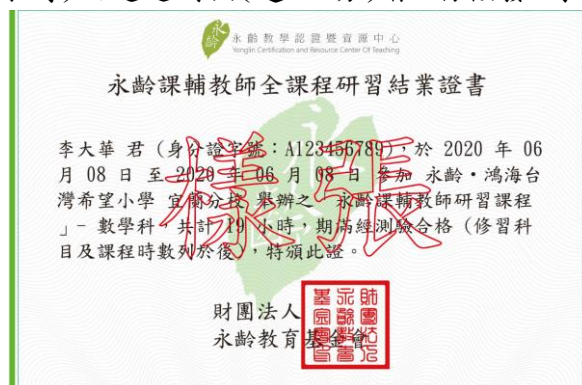 永齡教學認證暨資源中心
Yonglin Certification and Resource Center Of Teaching
永齡課輔教師全課程研習結業證書
李大華 君 (身分證字號：A123456789)，於 2020 年 06
月 08 日 至 2020 年 06 月 08 日 參加 永齡・鴻海台
灣希望小學 宜蘭分校 舉辦之 「永齡課輔教師研習課程
」- 數學科，共計 19 小時，期滿經測驗合格 (修習科
目及課程時數列於後)，特頒此證。
樣張
財團法人
永齡教育基金會